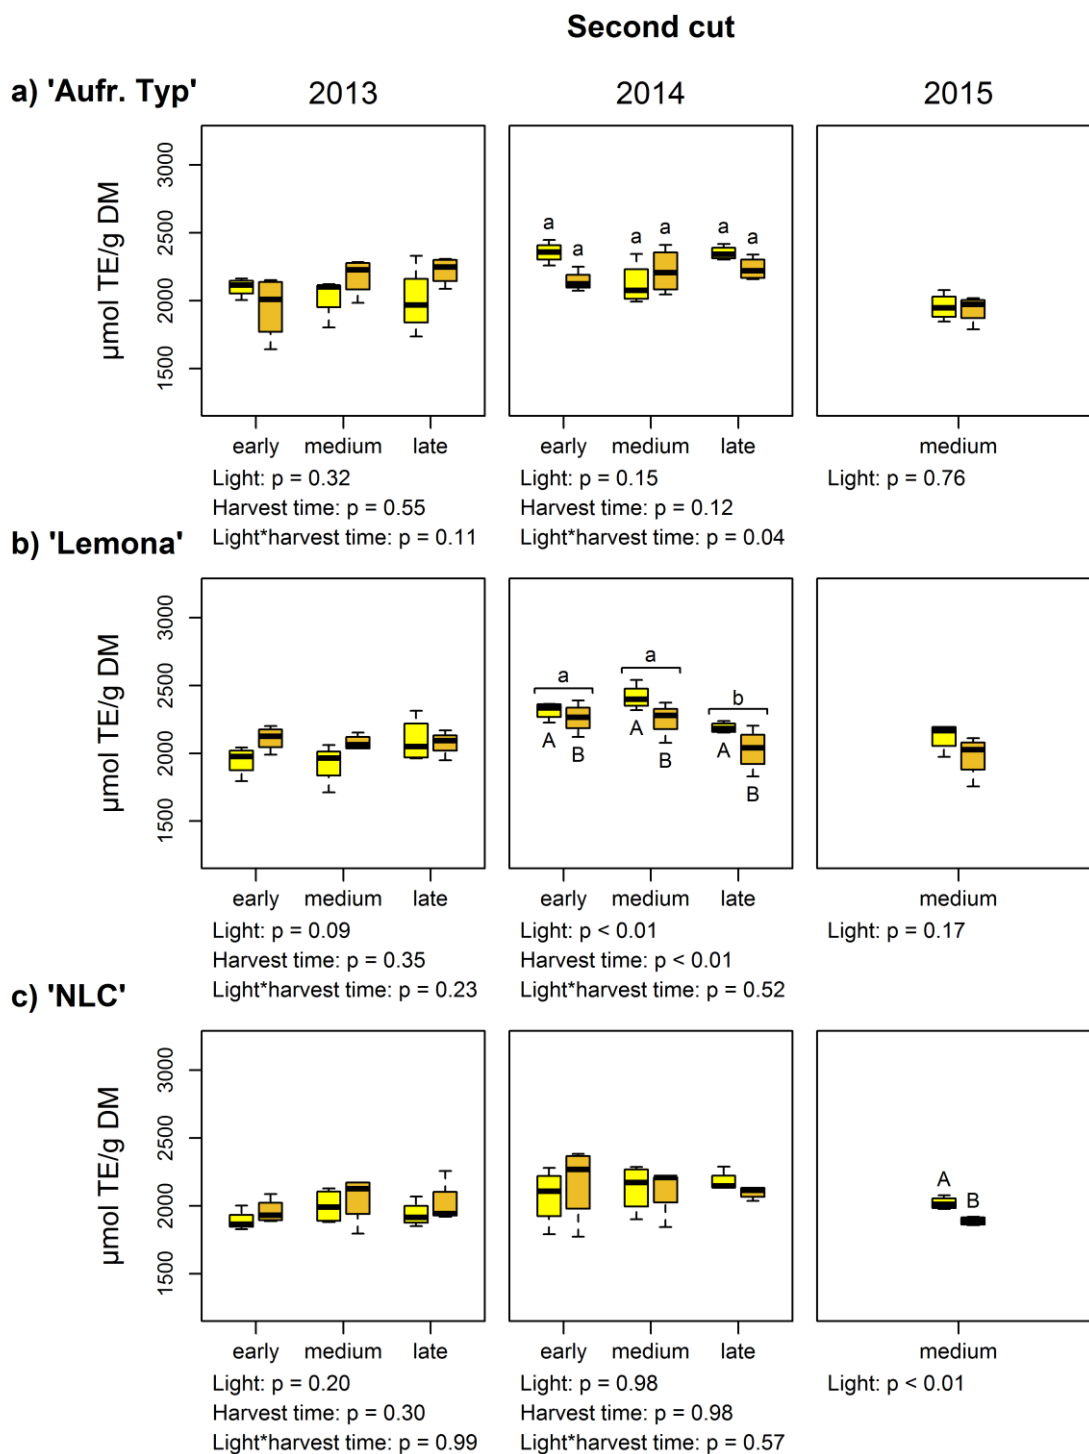 Second cut
a) 'Aufr. Typ' 2013 2014 2015
µmol TE/g DM
3000
2500
2000
1500
a a a a a a
early medium late early medium late medium
Light: p = 0.32 Light: p = 0.15 Light: p = 0.76
Harvest time: p = 0.55 Harvest time: p = 0.12
Light*harvest time: p = 0.11 Light*harvest time: p = 0.04
b) 'Lemona'
µmol TE/g DM
3000
2500
2000
1500
a a b
A B A B A B
early medium late early medium late medium
Light: p = 0.09 Light: p < 0.01 Light: p = 0.17
Harvest time: p = 0.35 Harvest time: p < 0.01
Light*harvest time: p = 0.23 Light*harvest time: p = 0.52
c) 'NLC'
µmol TE/g DM
3000
2500
2000
1500
A B
early medium late early medium late medium
Light: p = 0.20 Light: p = 0.98 Light: p < 0.01
Harvest time: p = 0.30 Harvest time: p = 0.98
Light*harvest time: p = 0.99 Light*harvest time: p = 0.57